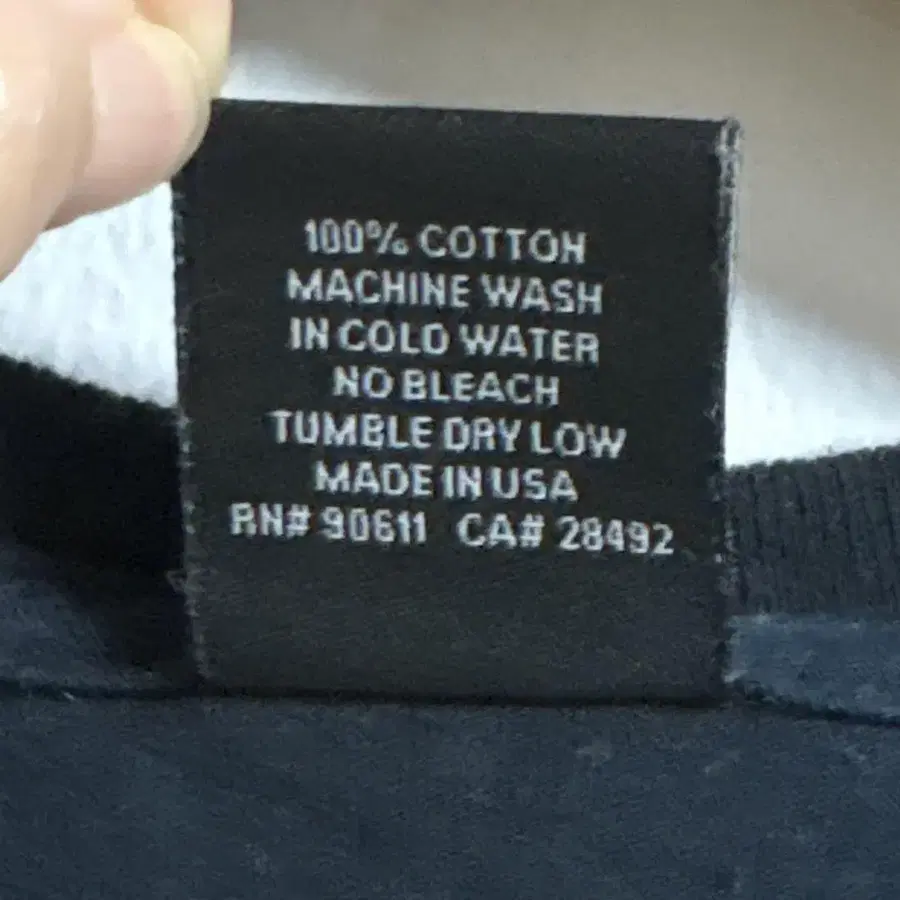 100% COTTON
MACHINE WASH
IN COLD WATER
NO BLEACH
TUMBLE DRY LOW
MADE IN USA
RN# 90611 CA# 28492